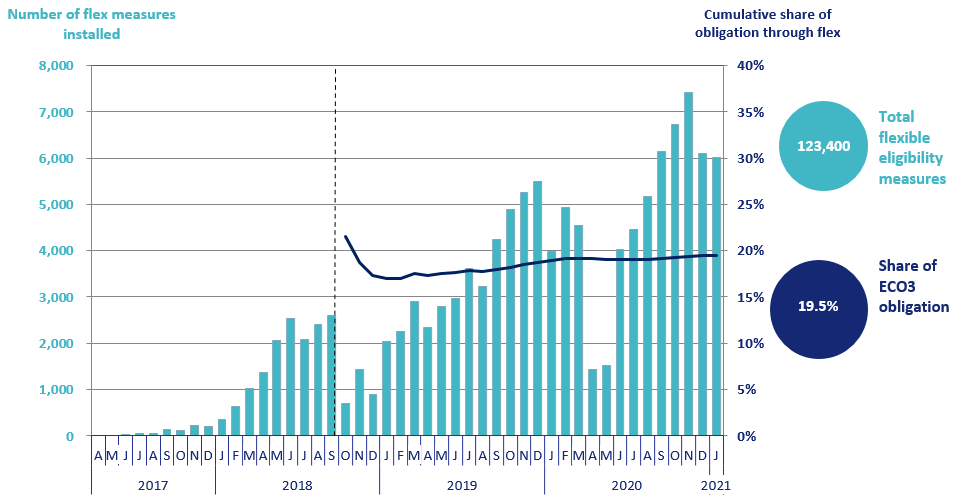 Number of flex measures
installed
Cumulative share of
obligation through flex
8,000
7,000
6,000
5,000
4,000
3,000
2,000
1,000
0
40%
35%
30%
25%
20%
15%
10%
5%
0%
123,400
Total
flexible
eligibility
measures
19.5%
Share of
ECO3
obligation
A M J J A S O N D J F M A M J J A S O N D J F M A M J J A S O N D J F M A M J J A S O N D J
2017 2018 2019 2020 2021